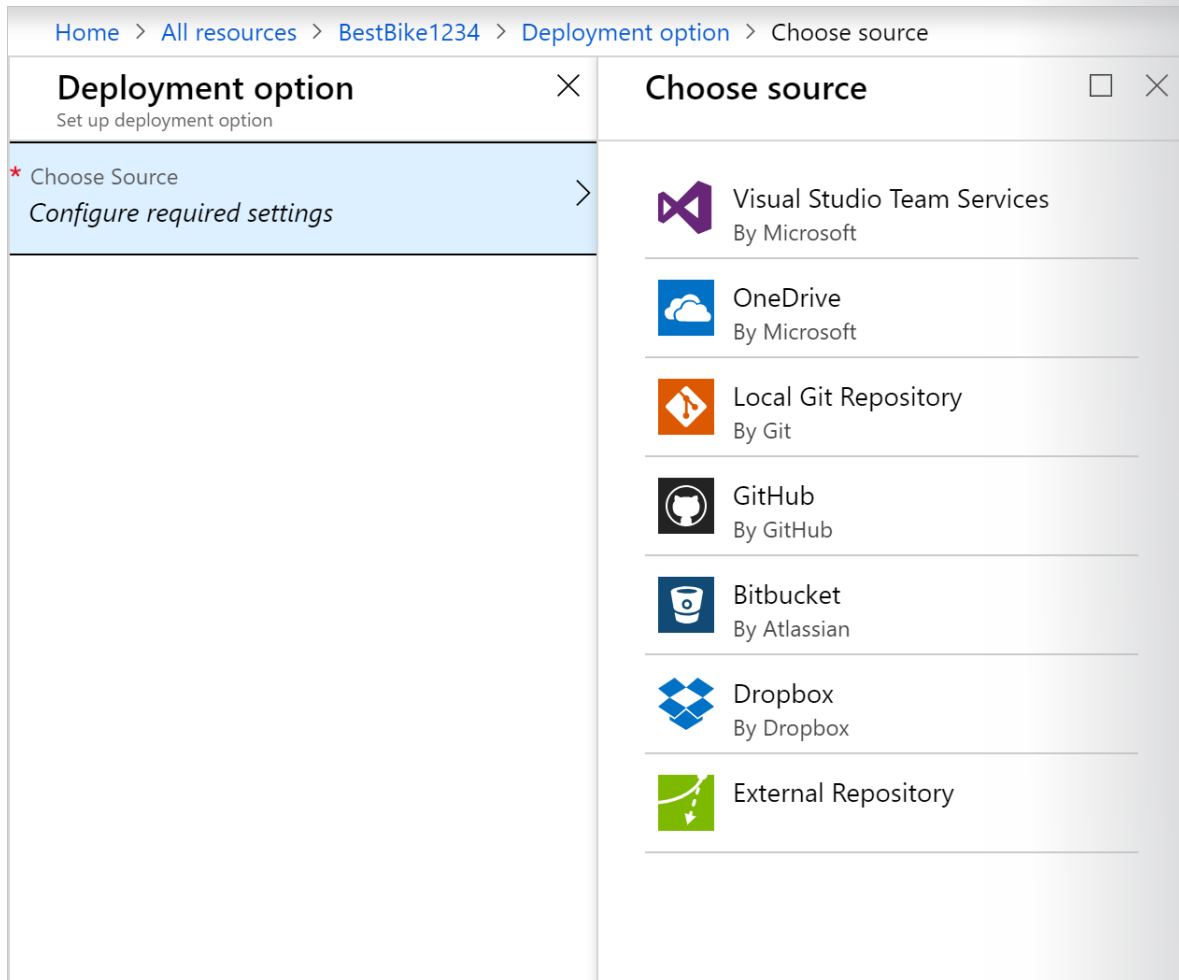 Home > All resources > BestBike1234 > Deployment option > Choose source
Deployment option
Set up deployment option
* Choose Source
Configure required settings
Choose source
Visual Studio Team Services
By Microsoft
OneDrive
By Microsoft
Local Git Repository
By Git
GitHub
By GitHub
Bitbucket
By Atlassian
Dropbox
By Dropbox
External Repository